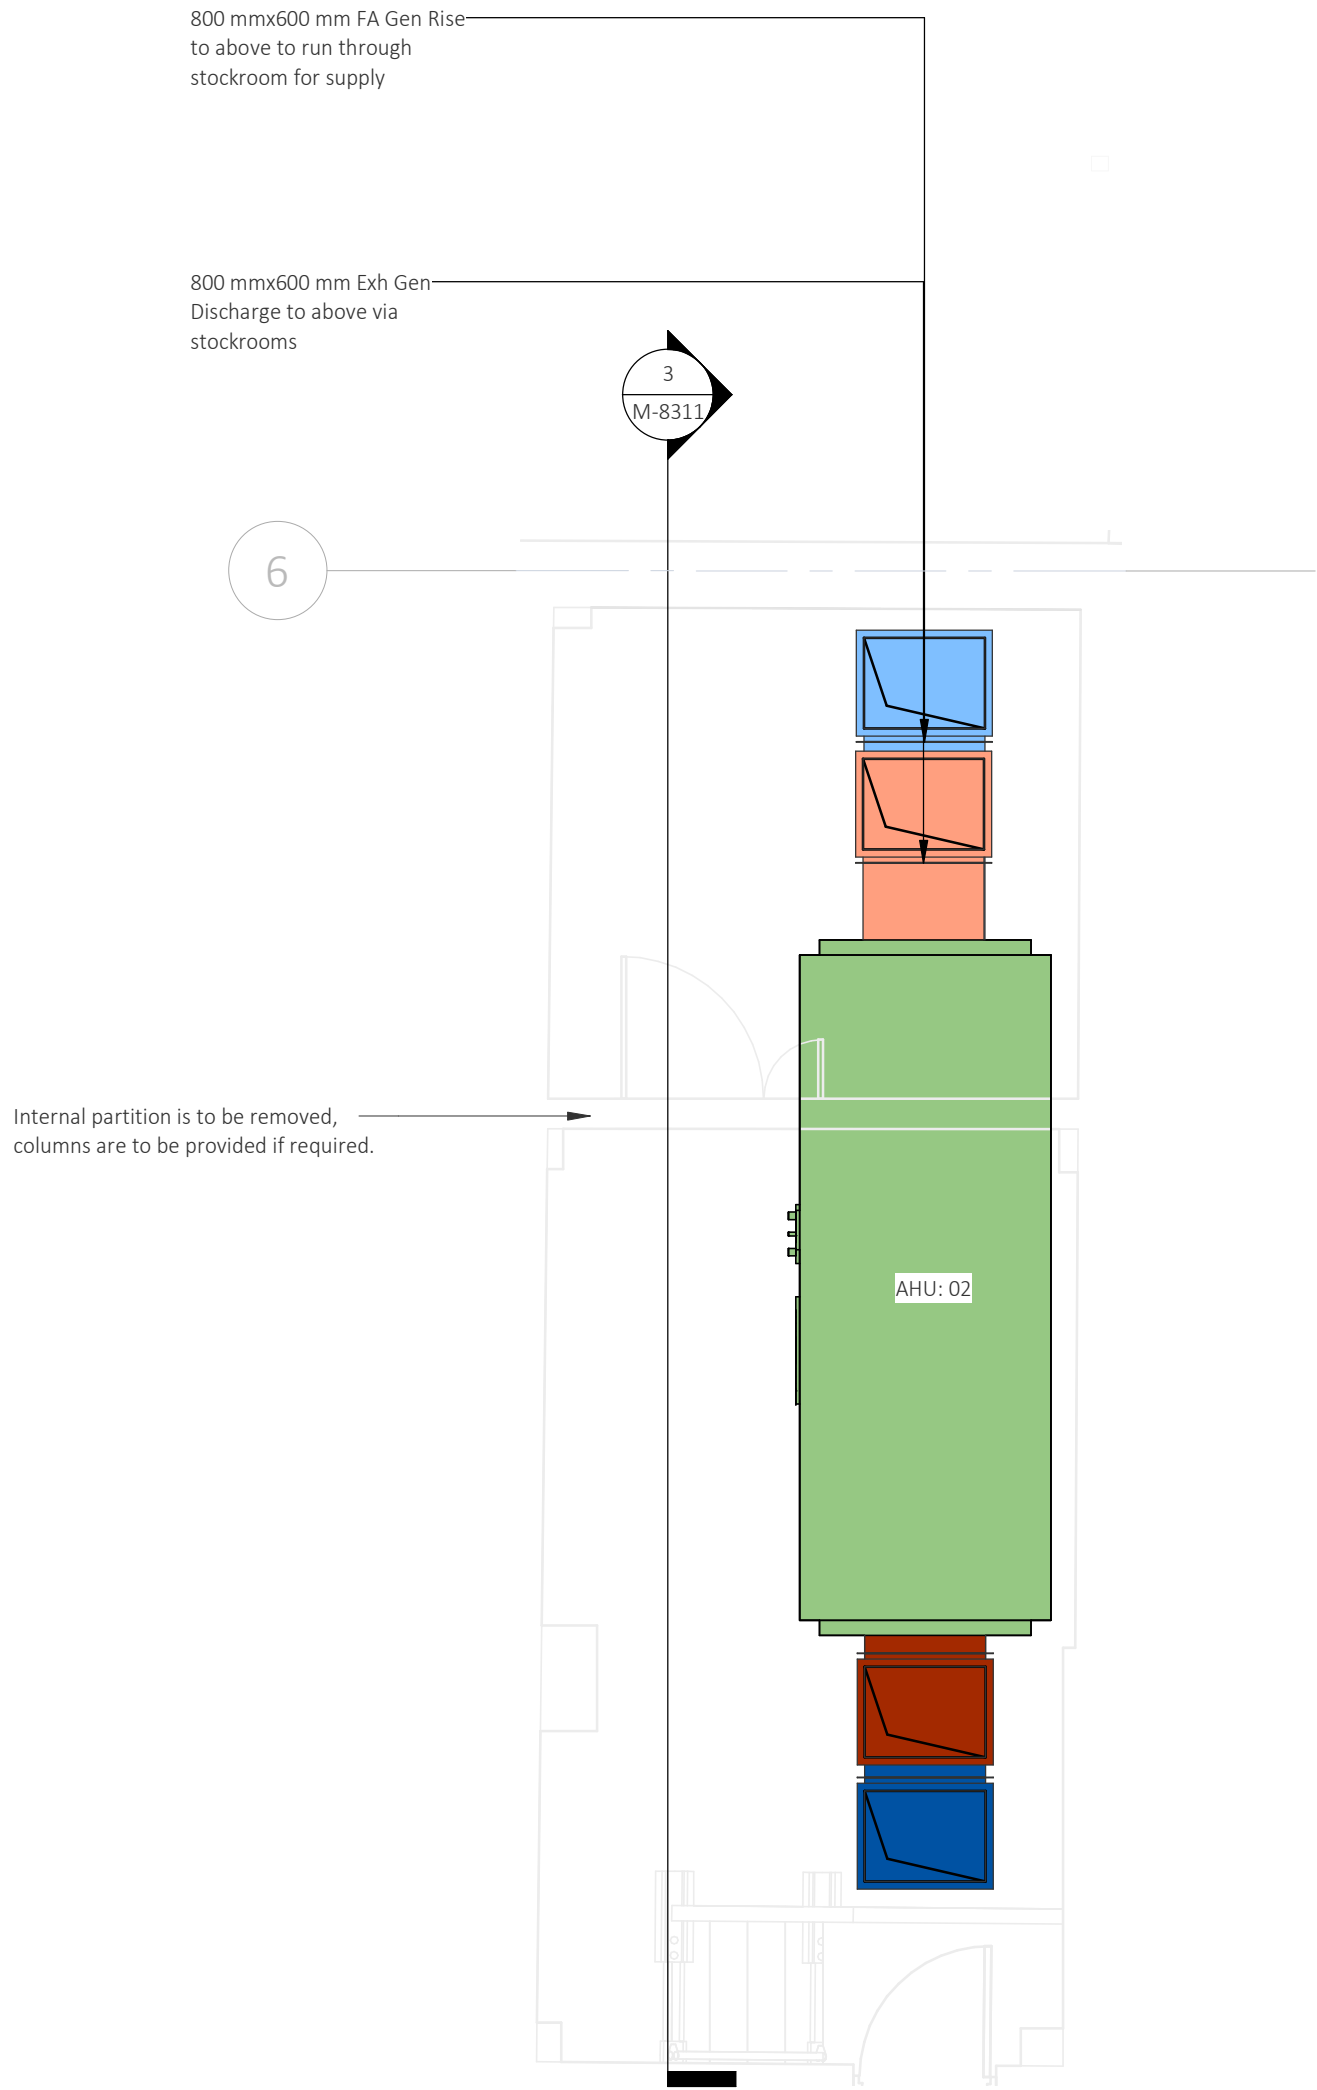 800 mmx600 mm FA Gen Rise
to above to run through
stockroom for supply
800 mmx600 mm Exh Gen
Discharge to above via
stockrooms
3
M-8311
6
Internal partition is to be removed,
columns are to be provided if required.
AHU: 02